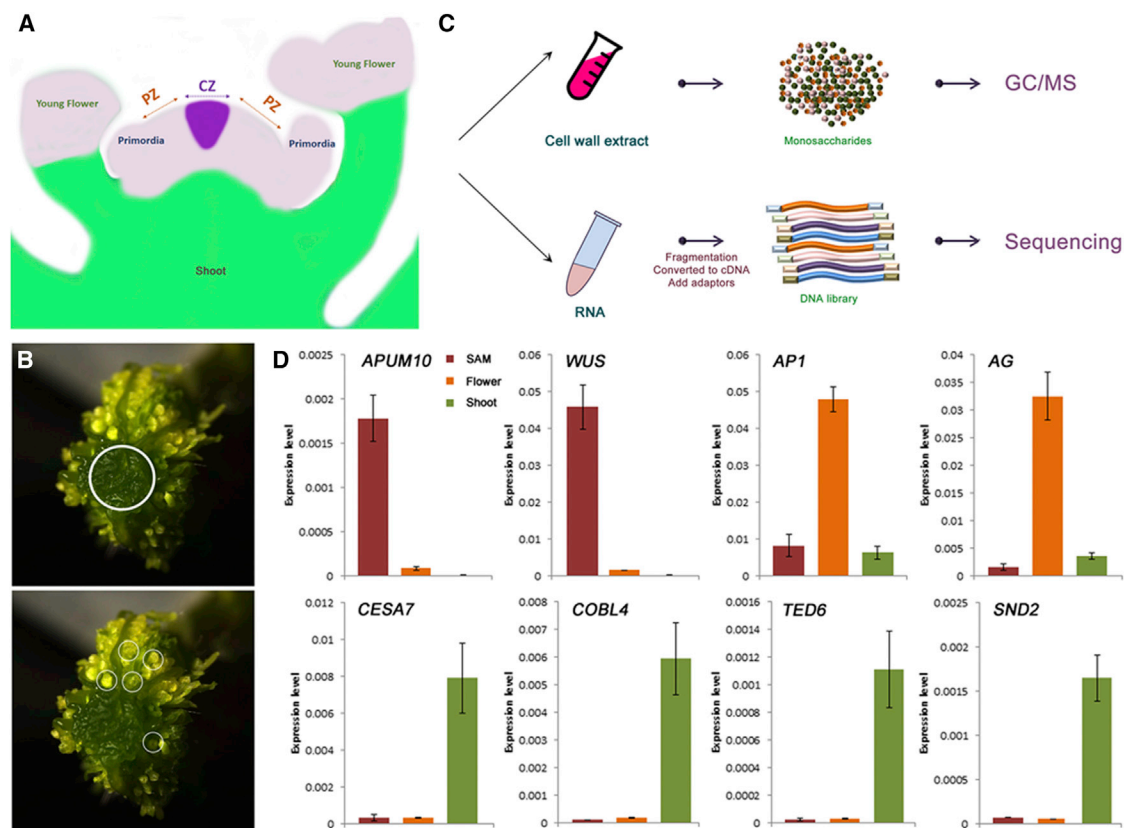 A
Young Flower
Young Flower
PZ
CZ
PZ
Primordia
Primordia
Shoot
B
C
Cell wall extract
Monosaccharides
GC/MS
RNA
Fragmentation
Converted to cDNA
Add adaptors
DNA library
Sequencing
D
APUM10
SAM
Flower
Shoot
Expression level
0.0025
0.002
0.0015
0.001
0.0005
0
WUS
Expression level
0.06
0.05
0.04
0.03
0.02
0.01
0
AP1
Expression level
0.06
0.05
0.04
0.03
0.02
0.01
0
AG
Expression level
0.04
0.035
0.03
0.025
0.02
0.015
0.01
0.005
0
CESA7
Expression level
0.012
0.01
0.008
0.006
0.004
0.002
0
COBL4
Expression level
0.008
0.007
0.006
0.005
0.004
0.003
0.002
0.001
0
TED6
Expression level
0.0016
0.0014
0.0012
0.001
0.0008
0.0006
0.0004
0.0002
0
SND2
Expression level
0.0025
0.002
0.0015
0.001
0.0005
0